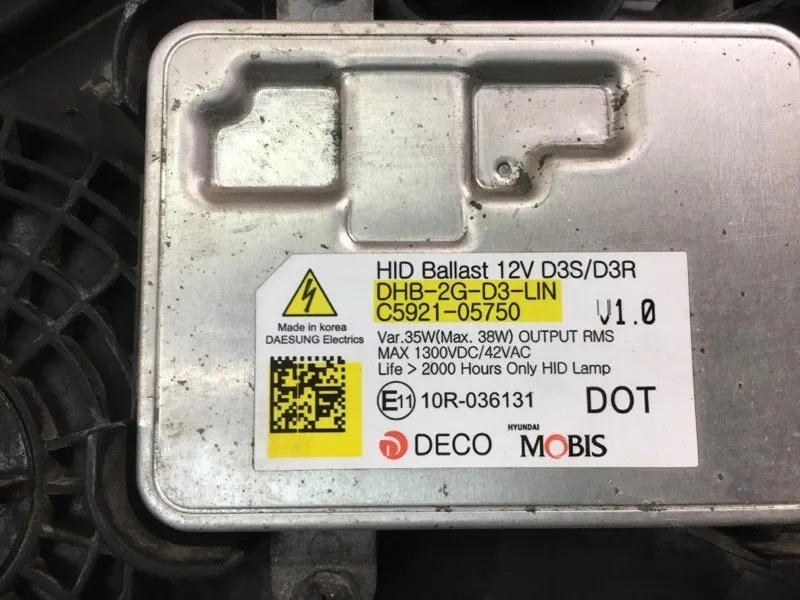 HID Ballast 12V D3S/D3R
DHB-2G-D3-LIN
C5921-05750
V1.0
Made in korea
DAESUNG Electrics
Var.35W(Max. 38W) OUTPUT RMS
MAX 1300VDC/42VAC
Life > 2000 Hours Only HID Lamp
E11 10R-036131
DOT
DECO
HYUNDAI
MOBIS